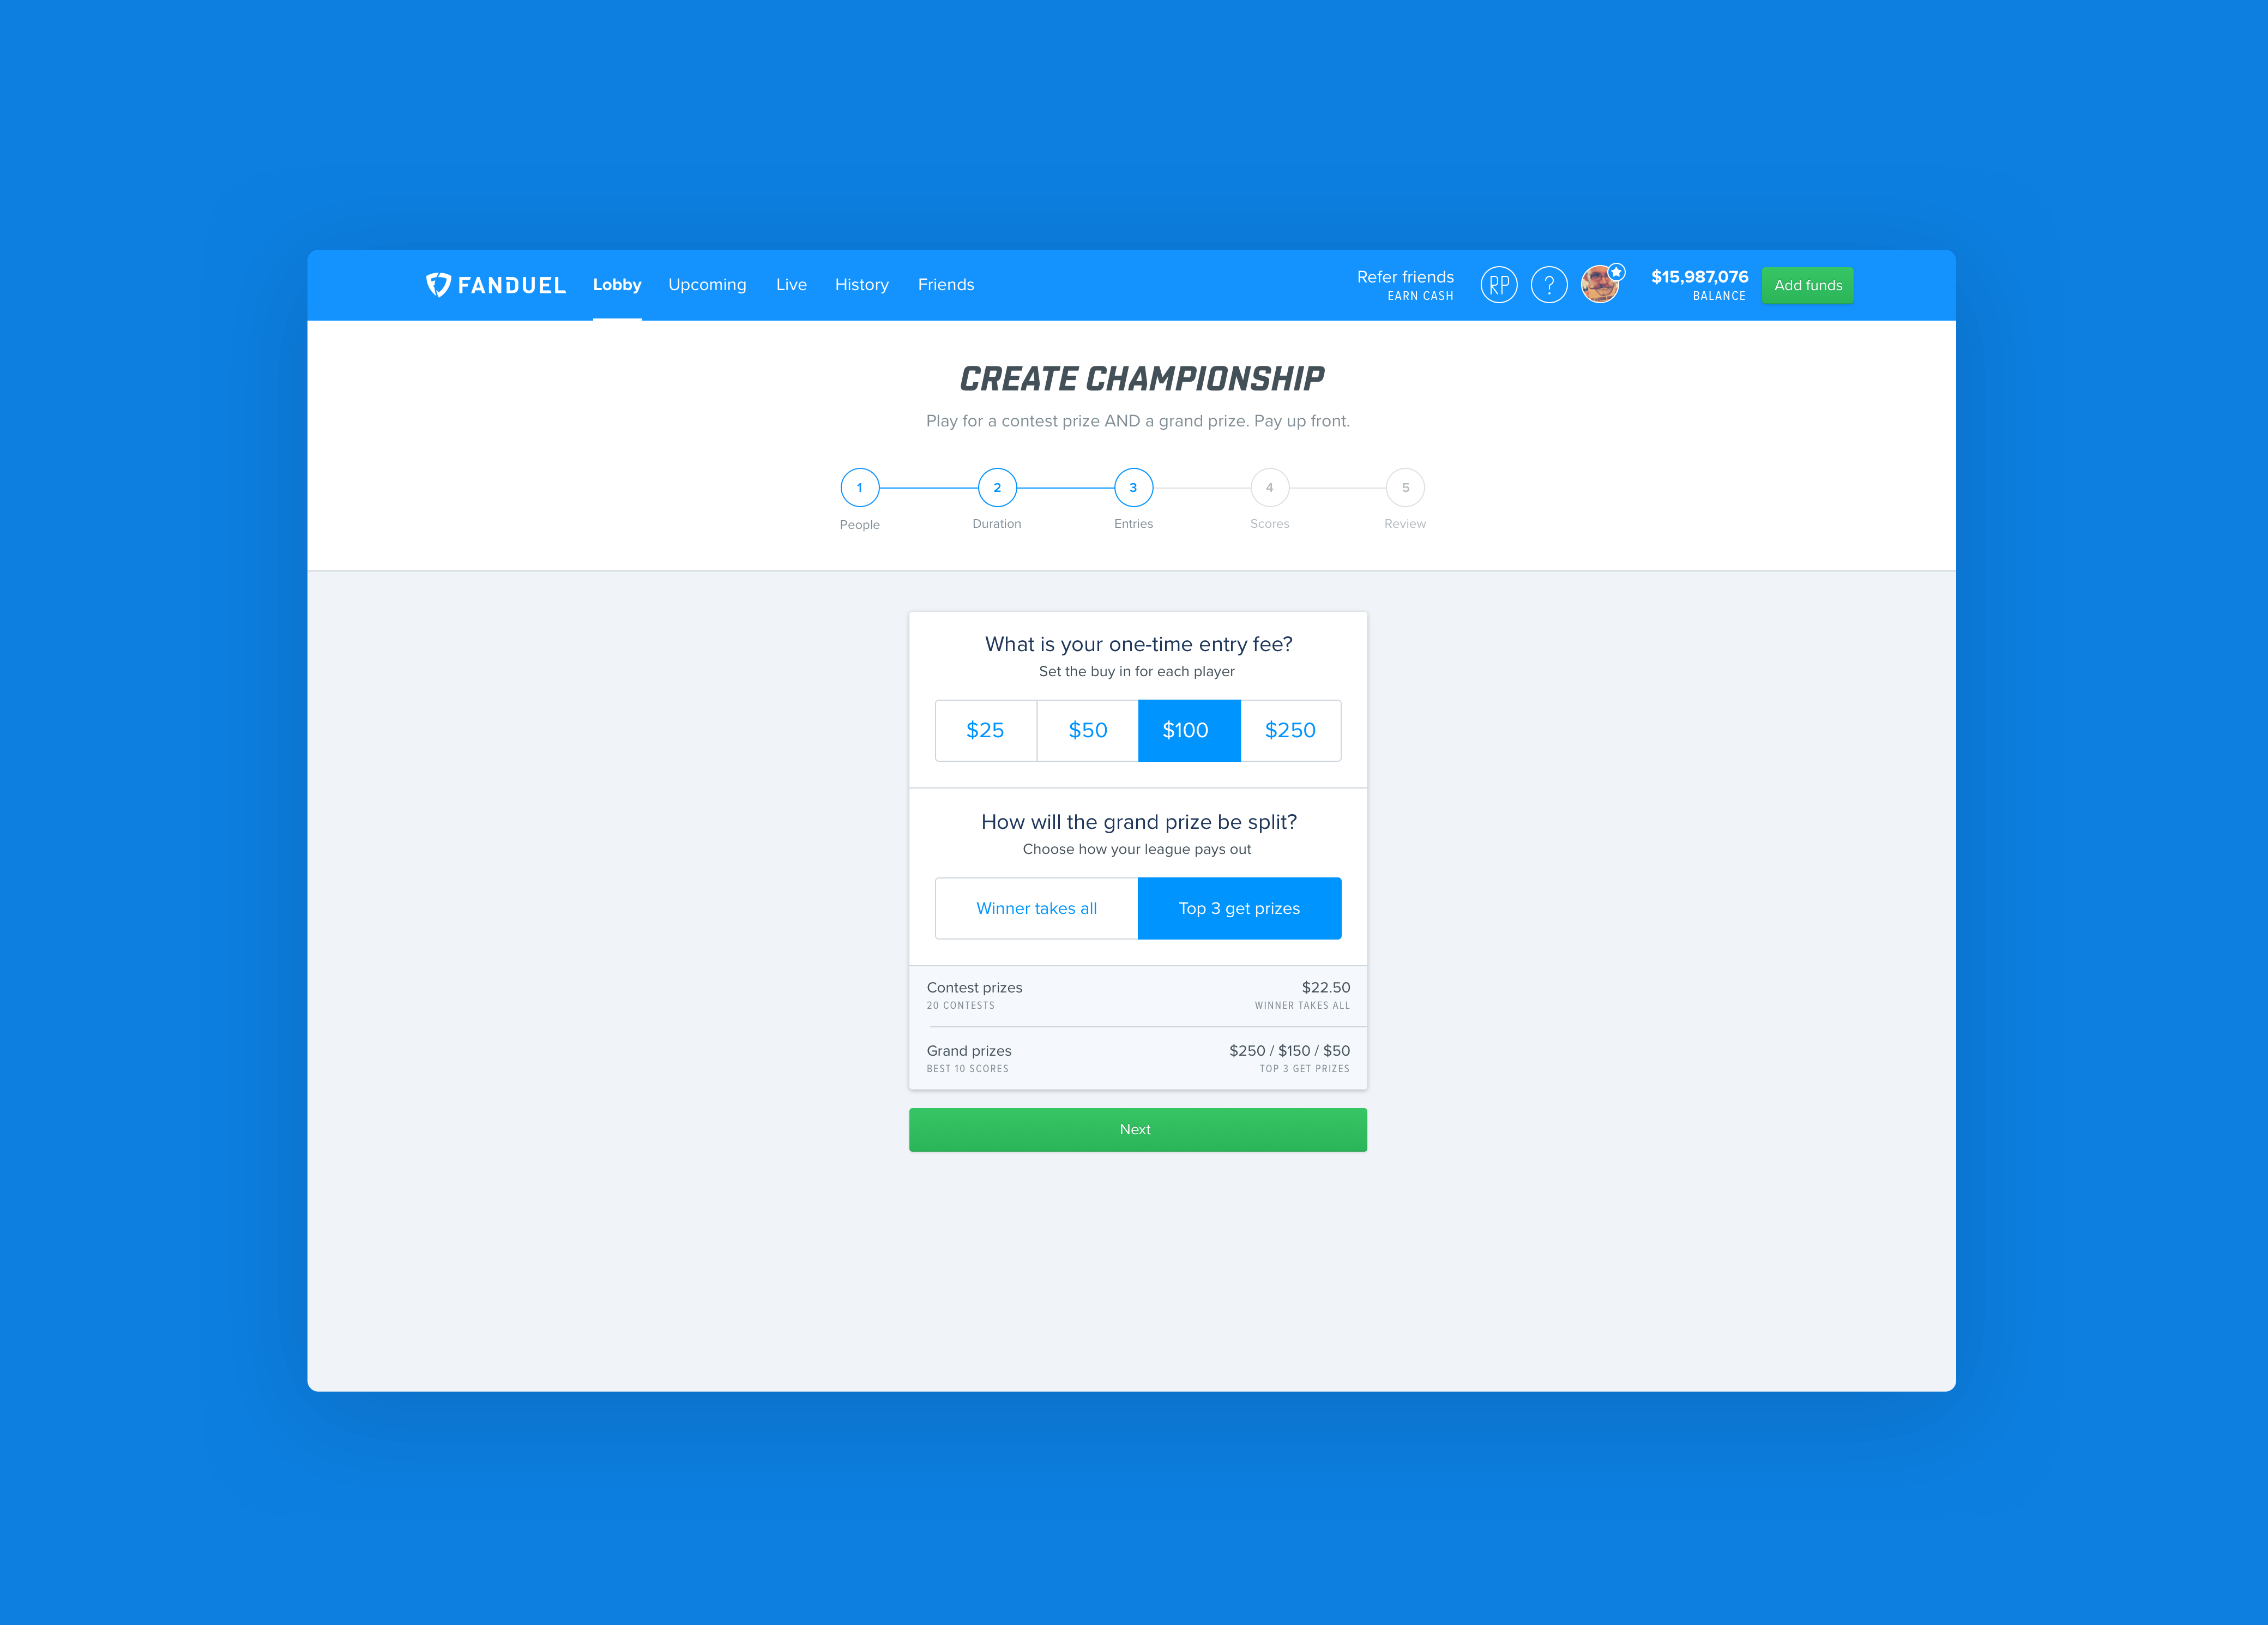 FANDUEL Lobby Upcoming Live History Friends Refer friends EARN CASH RP ? $15,987,076 BALANCE Add funds
CREATE CHAMPIONSHIP
Play for a contest prize AND a grand prize. Pay up front.
1 2 3 4 5
People Duration Entries Scores Review
What is your one-time entry fee?
Set the buy in for each player
$25 $50 $100 $250
How will the grand prize be split?
Choose how your league pays out
Winner takes all Top 3 get prizes
Contest prizes $22.50
20 CONTESTS WINNER TAKES ALL
Grand prizes $250 / $150 / $50
BEST 10 SCORES TOP 3 GET PRIZES
Next